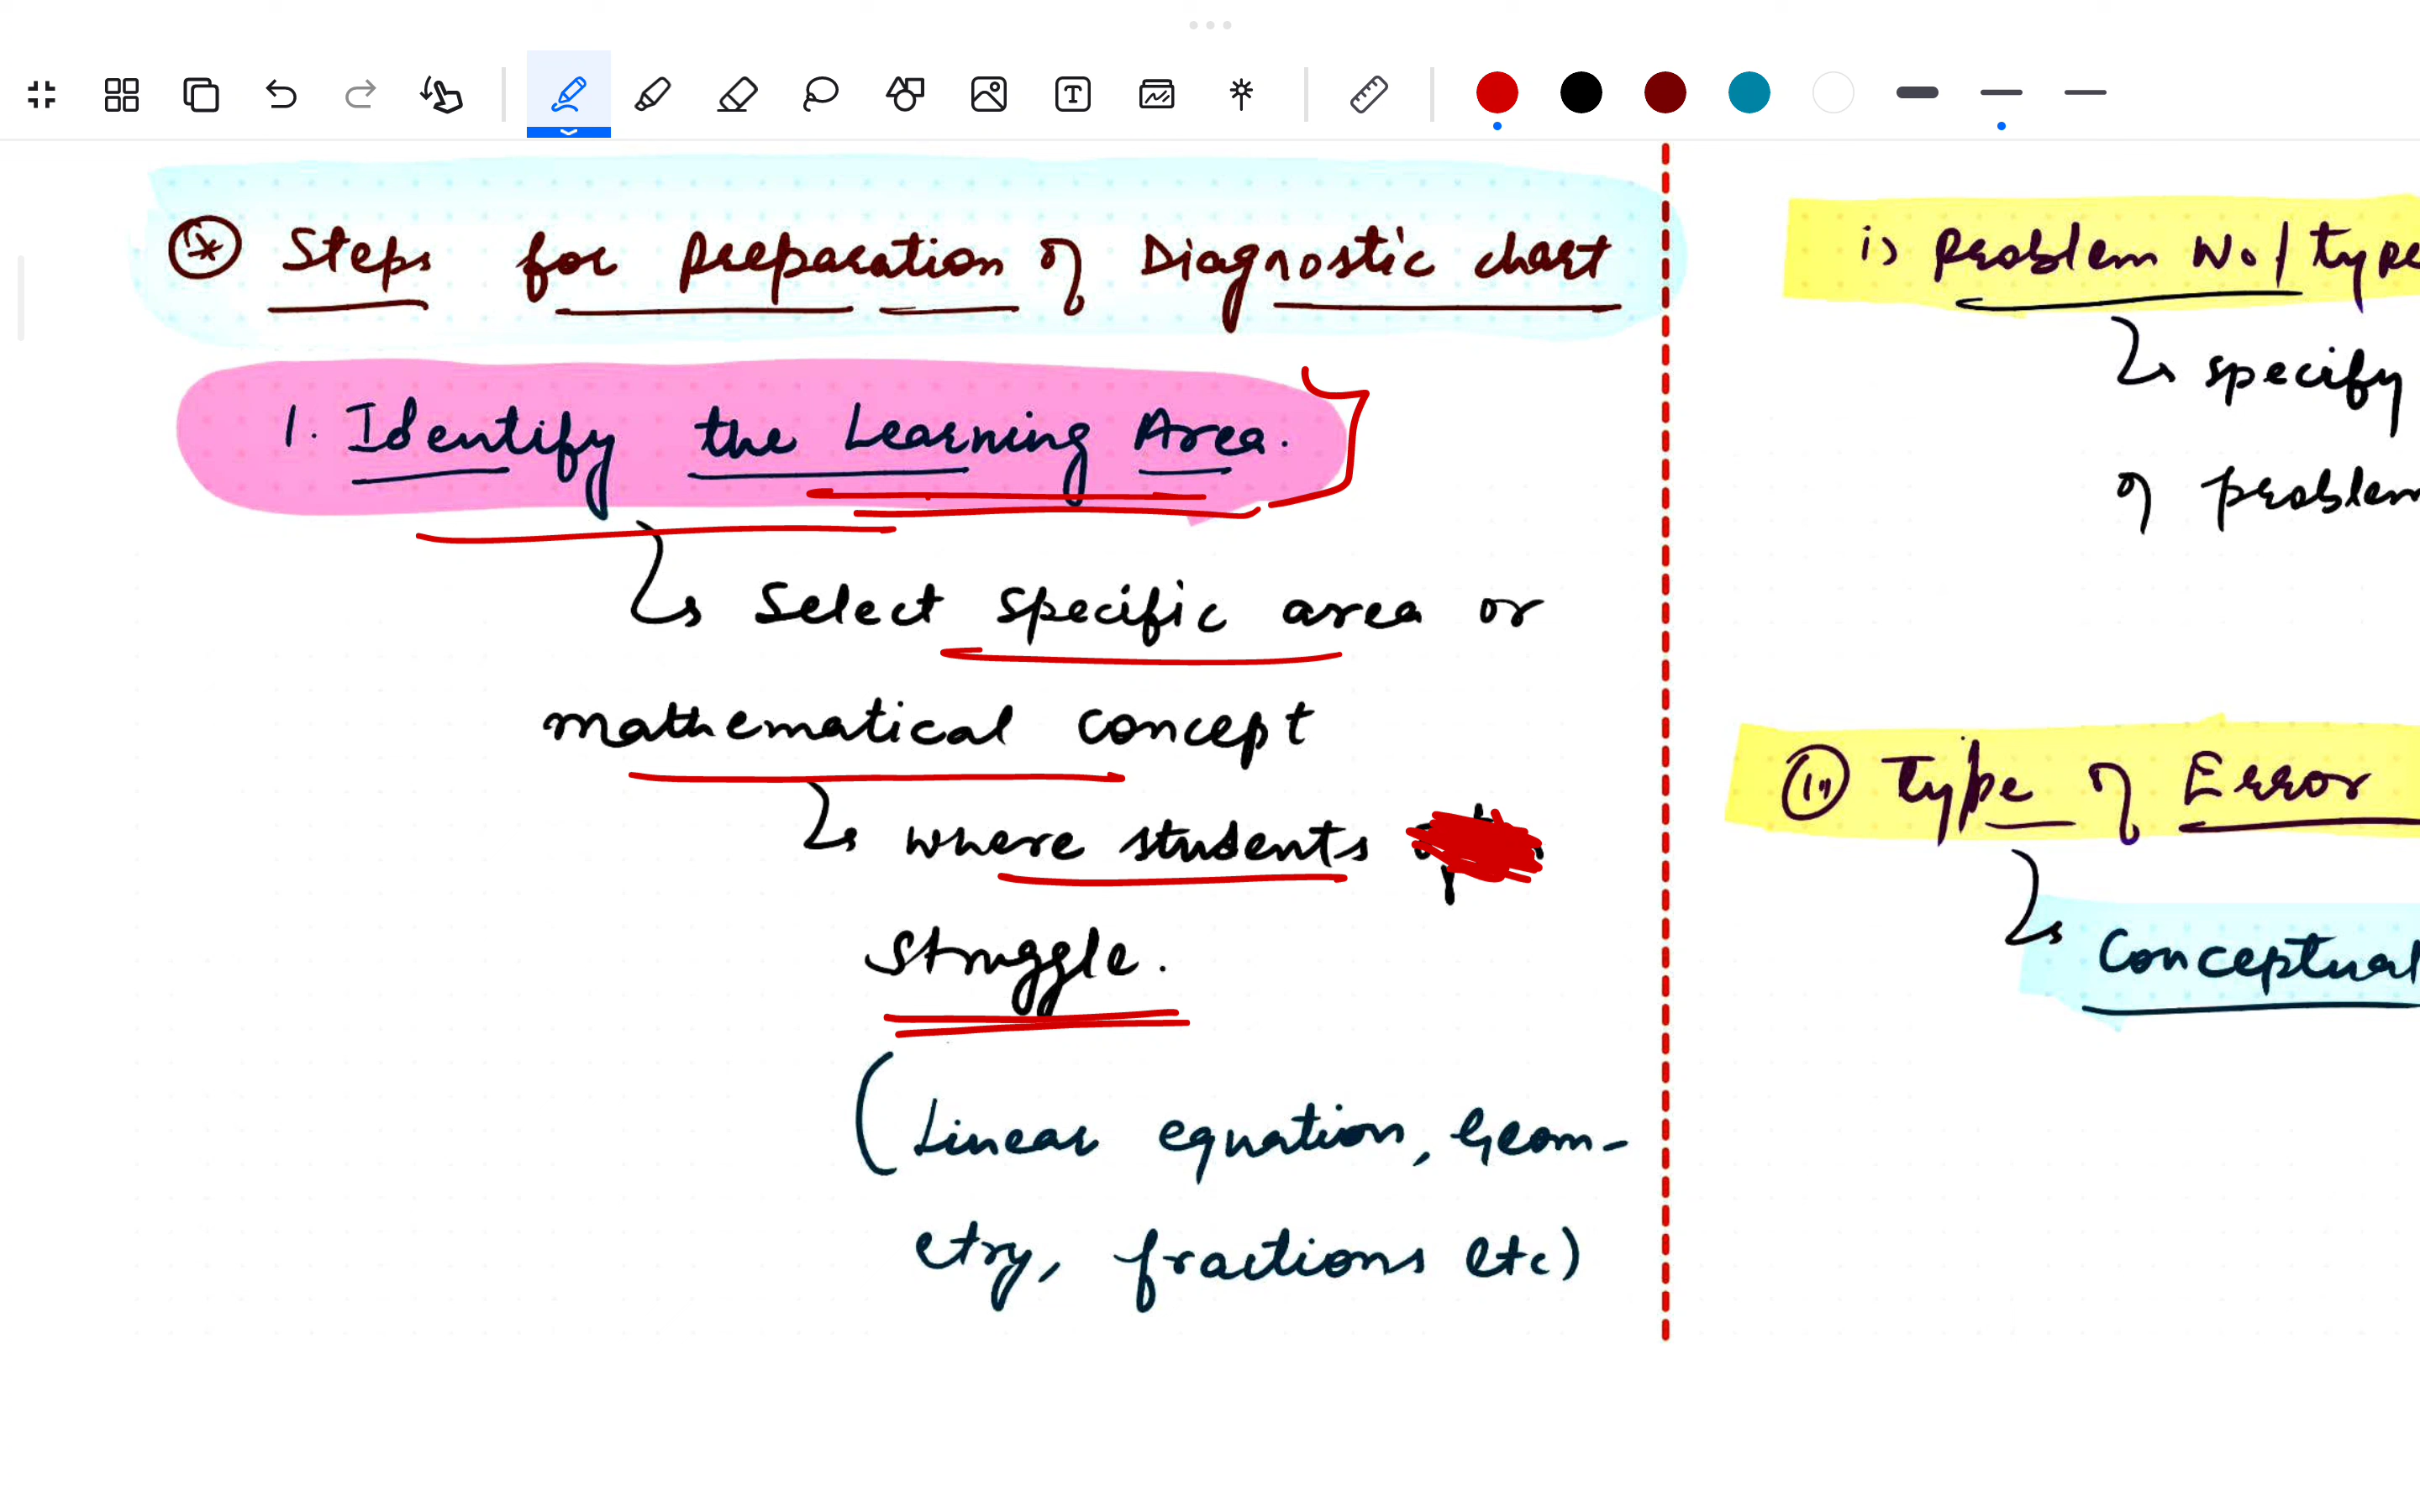 * Steps for preparation of Diagnostic chart
1. Identify the Learning Area.
↳ Select specific area or
mathematical concept
↳ where students
struggle.
(Linear equation, Geom-
etry, fractions etc)
i) Problem No/type
↳ specify
of problem
(ii) Type of Error
↳ Conceptual